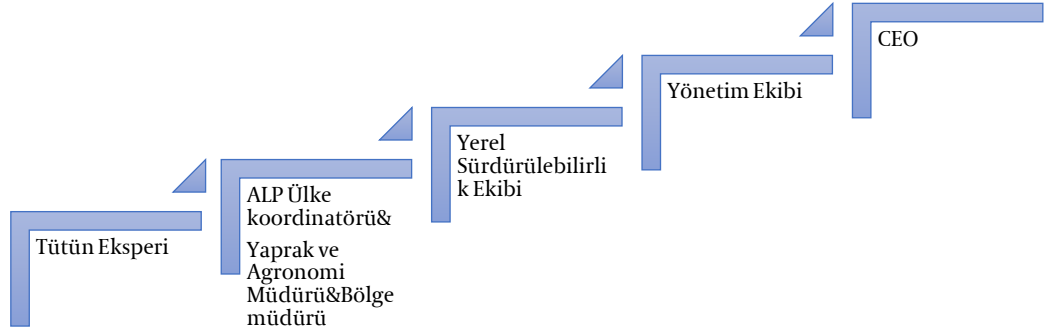 Tütün Eksperi
ALP Ülke
koordinatörü&
Yaprak ve
Agronomi
Müdürü&Bölge
müdürü
Yerel
Sürdürülebilirli
k Ekibi
Yönetim Ekibi
CEO